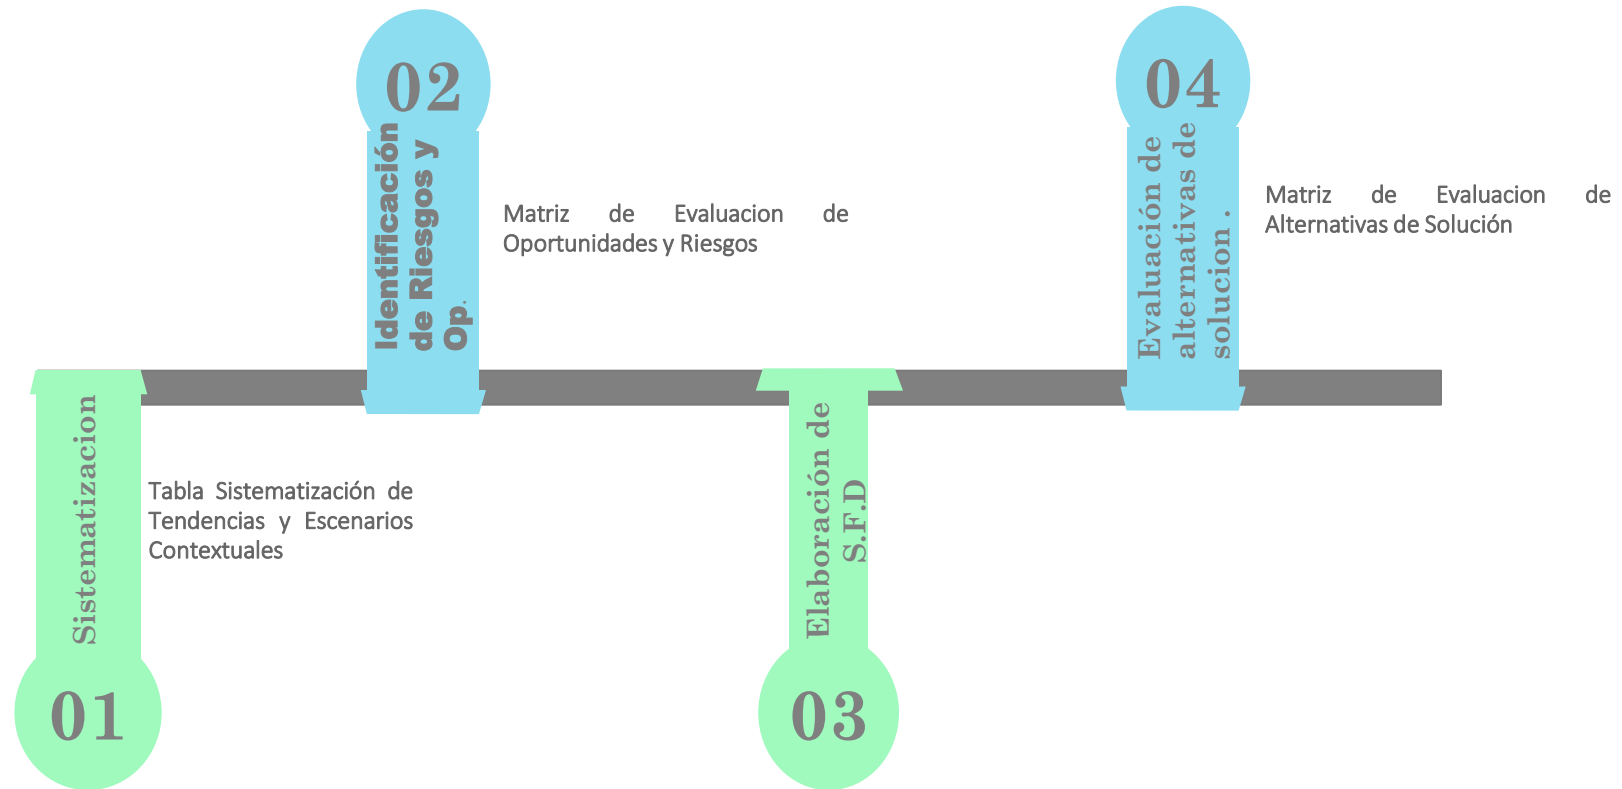 01
Sistematizacion
Tabla Sistematización de
Tendencias y Escenarios
Contextuales
02
Identificación
de Riesgos y
Op.
Matriz de Evaluacion de
Oportunidades y Riesgos
03
Elaboración de
S.F.D
04
Evaluación de
alternativas de
solucion .
Matriz de Evaluacion de
Alternativas de Solución